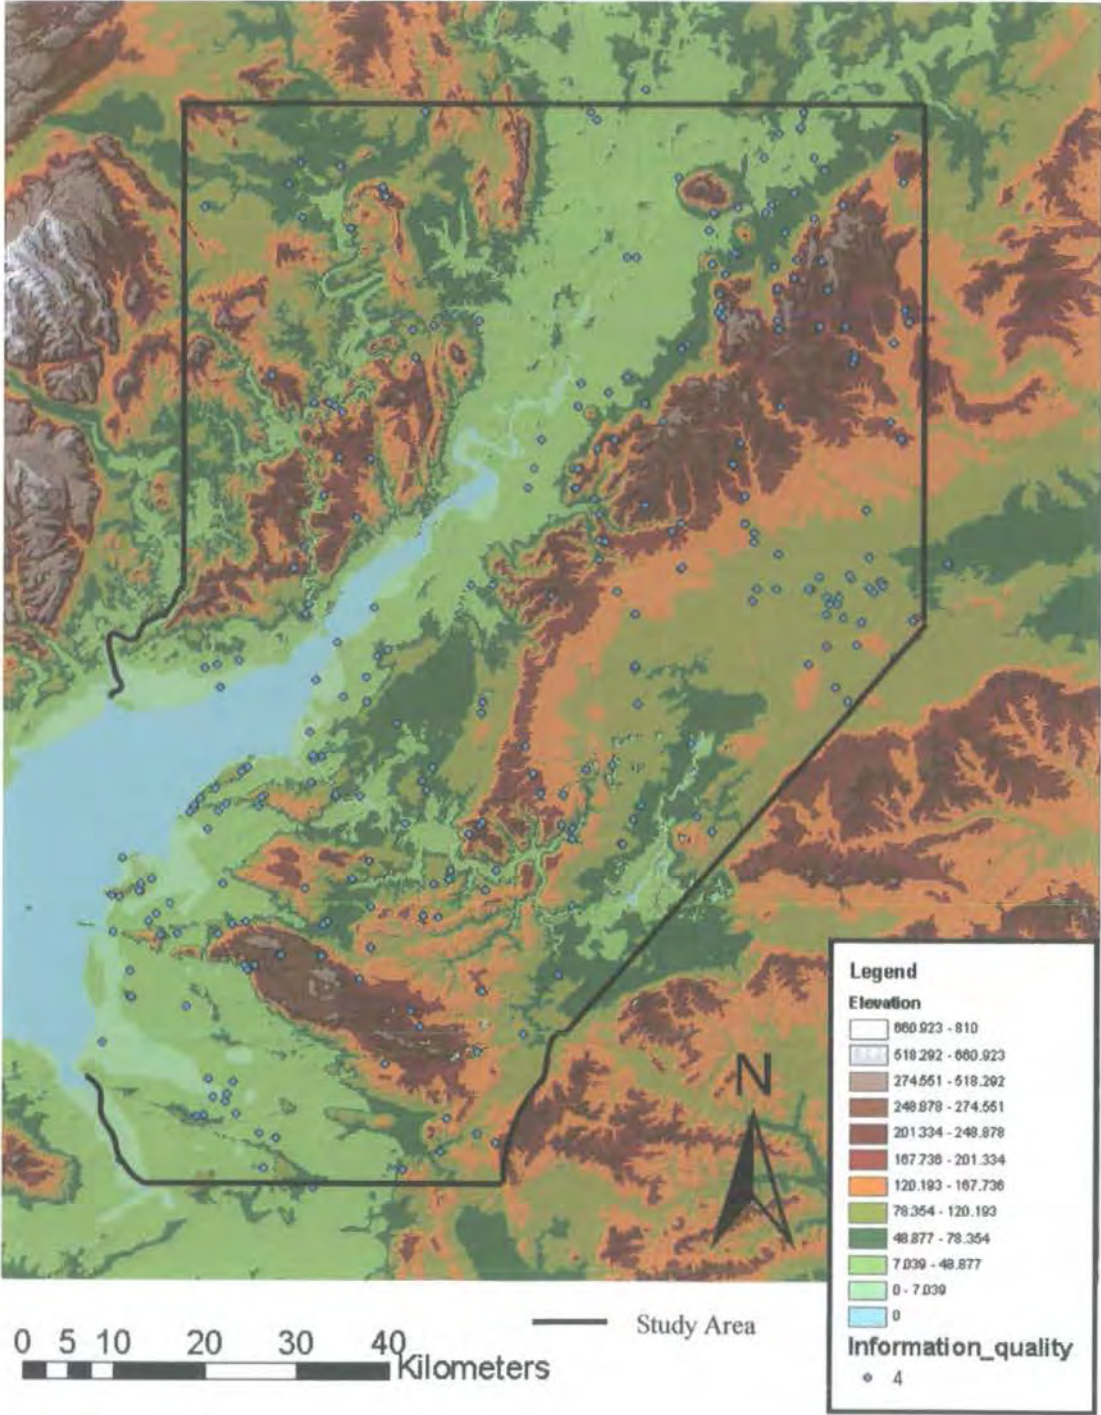 Legend
Elevation
660.923 - 810
518.292 - 660.923
274.551 - 518.292
248.878 - 274.551
201.334 - 248.878
167.736 - 201.334
120.193 - 167.736
78.354 - 120.193
48.877 - 78.354
7.039 - 48.877
0 - 7.039
0
Information_quality
4
N
Study Area
0 5 10 20 30 40
Kilometers